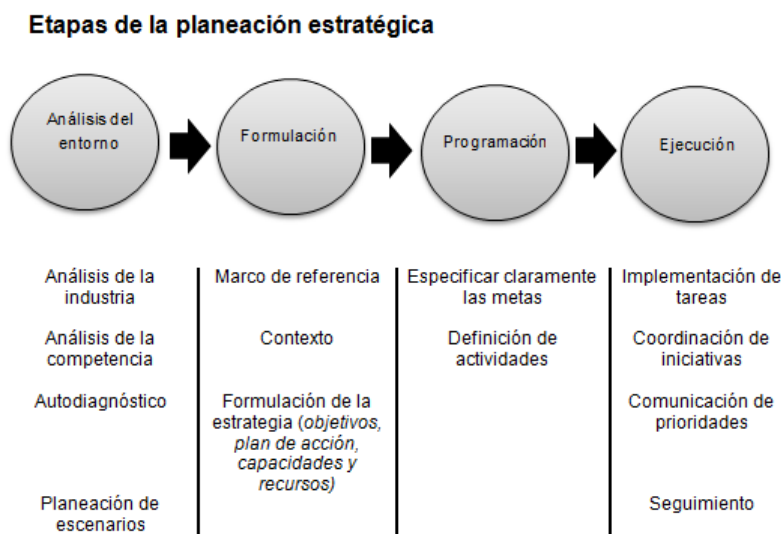 Etapas de la planeación estratégica
Análisis del
entorno
Formulación
Programación
Ejecución
Análisis de la
industria
Análisis de la
competencia
Autodiagnóstico
Planeación de
escenarios
Marco de referencia
Contexto
Formulación de la
estrategia (objetivos,
plan de acción,
capacidades y
recursos)
Especificar claramente
las metas
Definición de
actividades
Implementación de
tareas
Coordinación de
iniciativas
Comunicación de
prioridades
Seguimiento